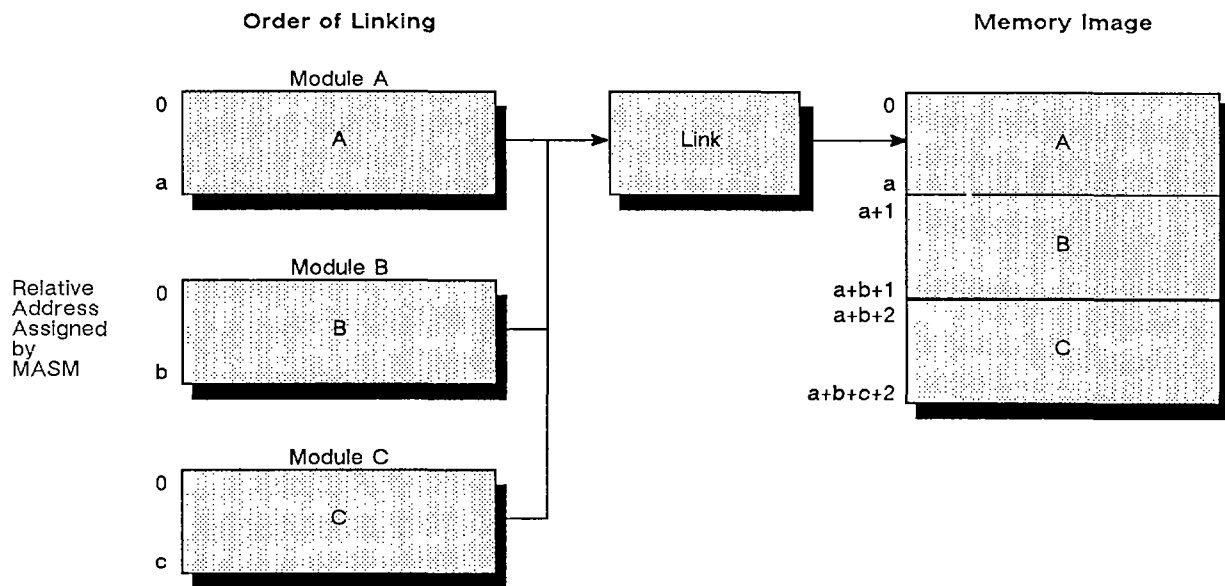 Order of Linking
Memory Image
Module A
0
A
a
Link
0
A
a
a+1
B
a+b+1
a+b+2
C
a+b+c+2
Relative
Address
Assigned
by
MASM
Module B
0
B
b
Module C
0
C
c